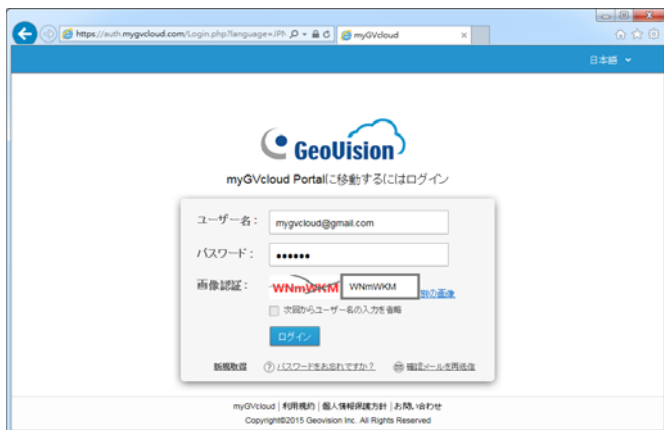 https://auth.mygvcloud.com/Login.php?language=JPN
myGVcloud
日本語
GeoVision
myGVcloud Portalに移動するにはログイン
ユーザー名：
mygvcloud@gmail.com
パスワード：
••••••
画像認証：
WNmWKM
WNmWKM
別の画像
次回からユーザー名の入力を省略
ログイン
新規取得
パスワードをお忘れですか？
確認メールを再送信
myGVcloud | 利用規約 | 個人情報保護方針 | お問い合わせ
Copyright©2015 Geovision Inc. All Rights Reserved